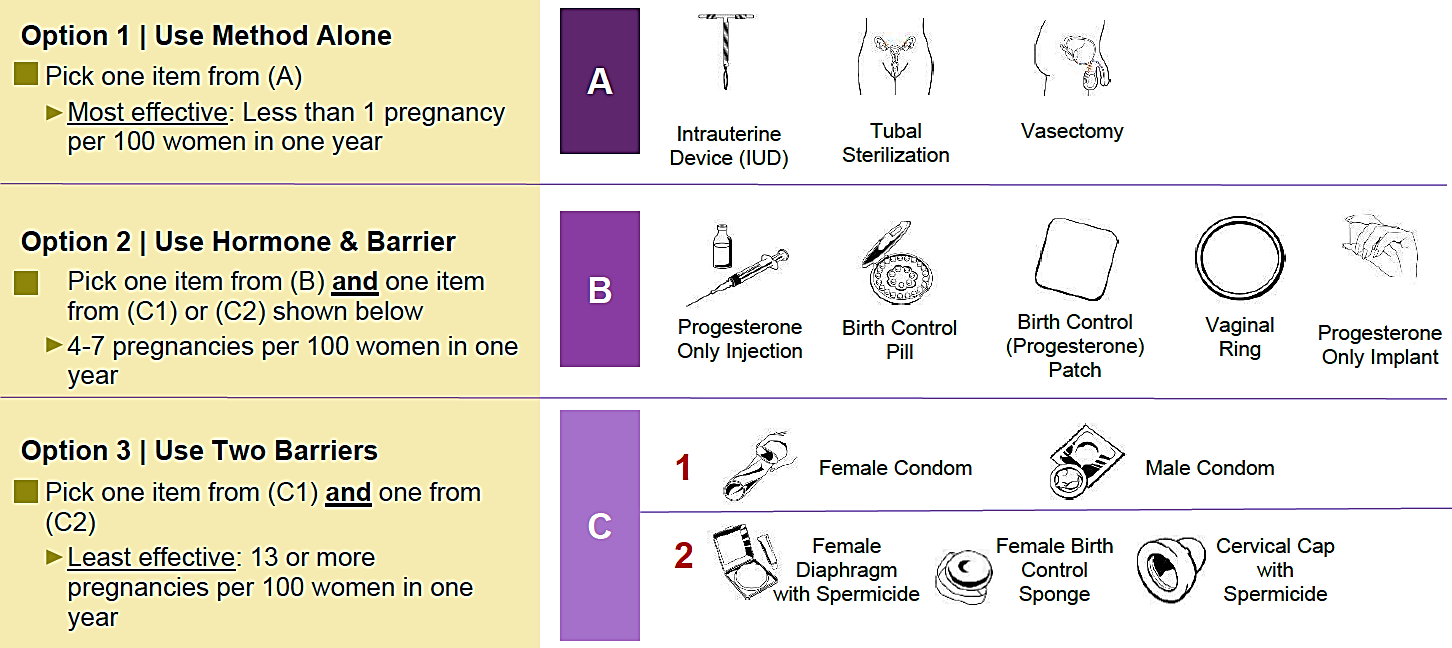 Option 1 | Use Method Alone
Pick one item from (A)
Most effective: Less than 1 pregnancy
per 100 women in one year
A
Intrauterine
Device (IUD)
Tubal
Sterilization
Vasectomy
Option 2 | Use Hormone & Barrier
Pick one item from (B) and one item
from (C1) or (C2) shown below
4-7 pregnancies per 100 women in one
year
B
Progesterone
Only Injection
Birth Control
Pill
Birth Control
(Progesterone)
Patch
Vaginal
Ring
Progesterone
Only Implant
Option 3 | Use Two Barriers
Pick one item from (C1) and one from
(C2)
Least effective: 13 or more
pregnancies per 100 women in one
year
C
1
Female Condom
Male Condom
2
Female
Diaphragm
with Spermicide
Female Birth
Control
Sponge
Cervical Cap
with
Spermicide